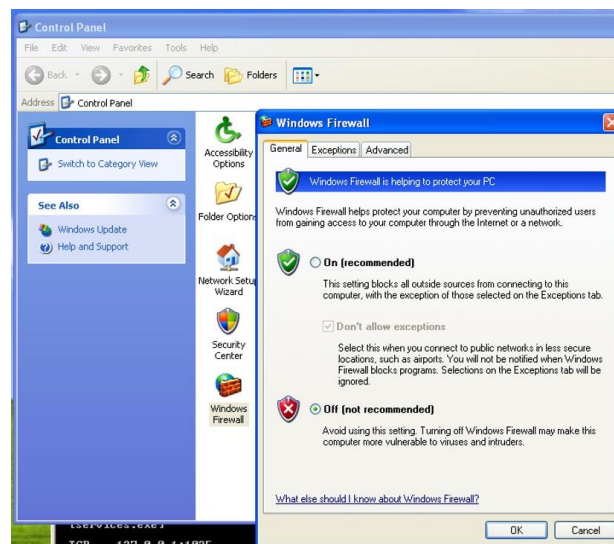 Control Panel
File Edit View Favorites Tools Help
Back Search Folders
Address Control Panel
Control Panel
Switch to Category View
See Also
Windows Update
Help and Support
Accessibility
Options
Folder Options
Network Setup
Wizard
Security
Center
Windows
Firewall
Windows Firewall
General Exceptions Advanced
Windows Firewall is helping to protect your PC
Windows Firewall helps protect your computer by preventing unauthorized users
from gaining access to your computer through the Internet or a network.
On (recommended)
This setting blocks all outside sources from connecting to this
computer, with the exception of those selected on the Exceptions tab.
Don't allow exceptions
Select this when you connect to public networks in less secure
locations, such as airports. You will not be notified when Windows
Firewall blocks programs. Selections on the Exceptions tab will be
ignored.
Off (not recommended)
Avoid using this setting. Turning off Windows Firewall may make this
computer more vulnerable to viruses and intruders.
What else should I know about Windows Firewall?
OK Cancel
[services.exe]
TCP 127.0.0.1:1025